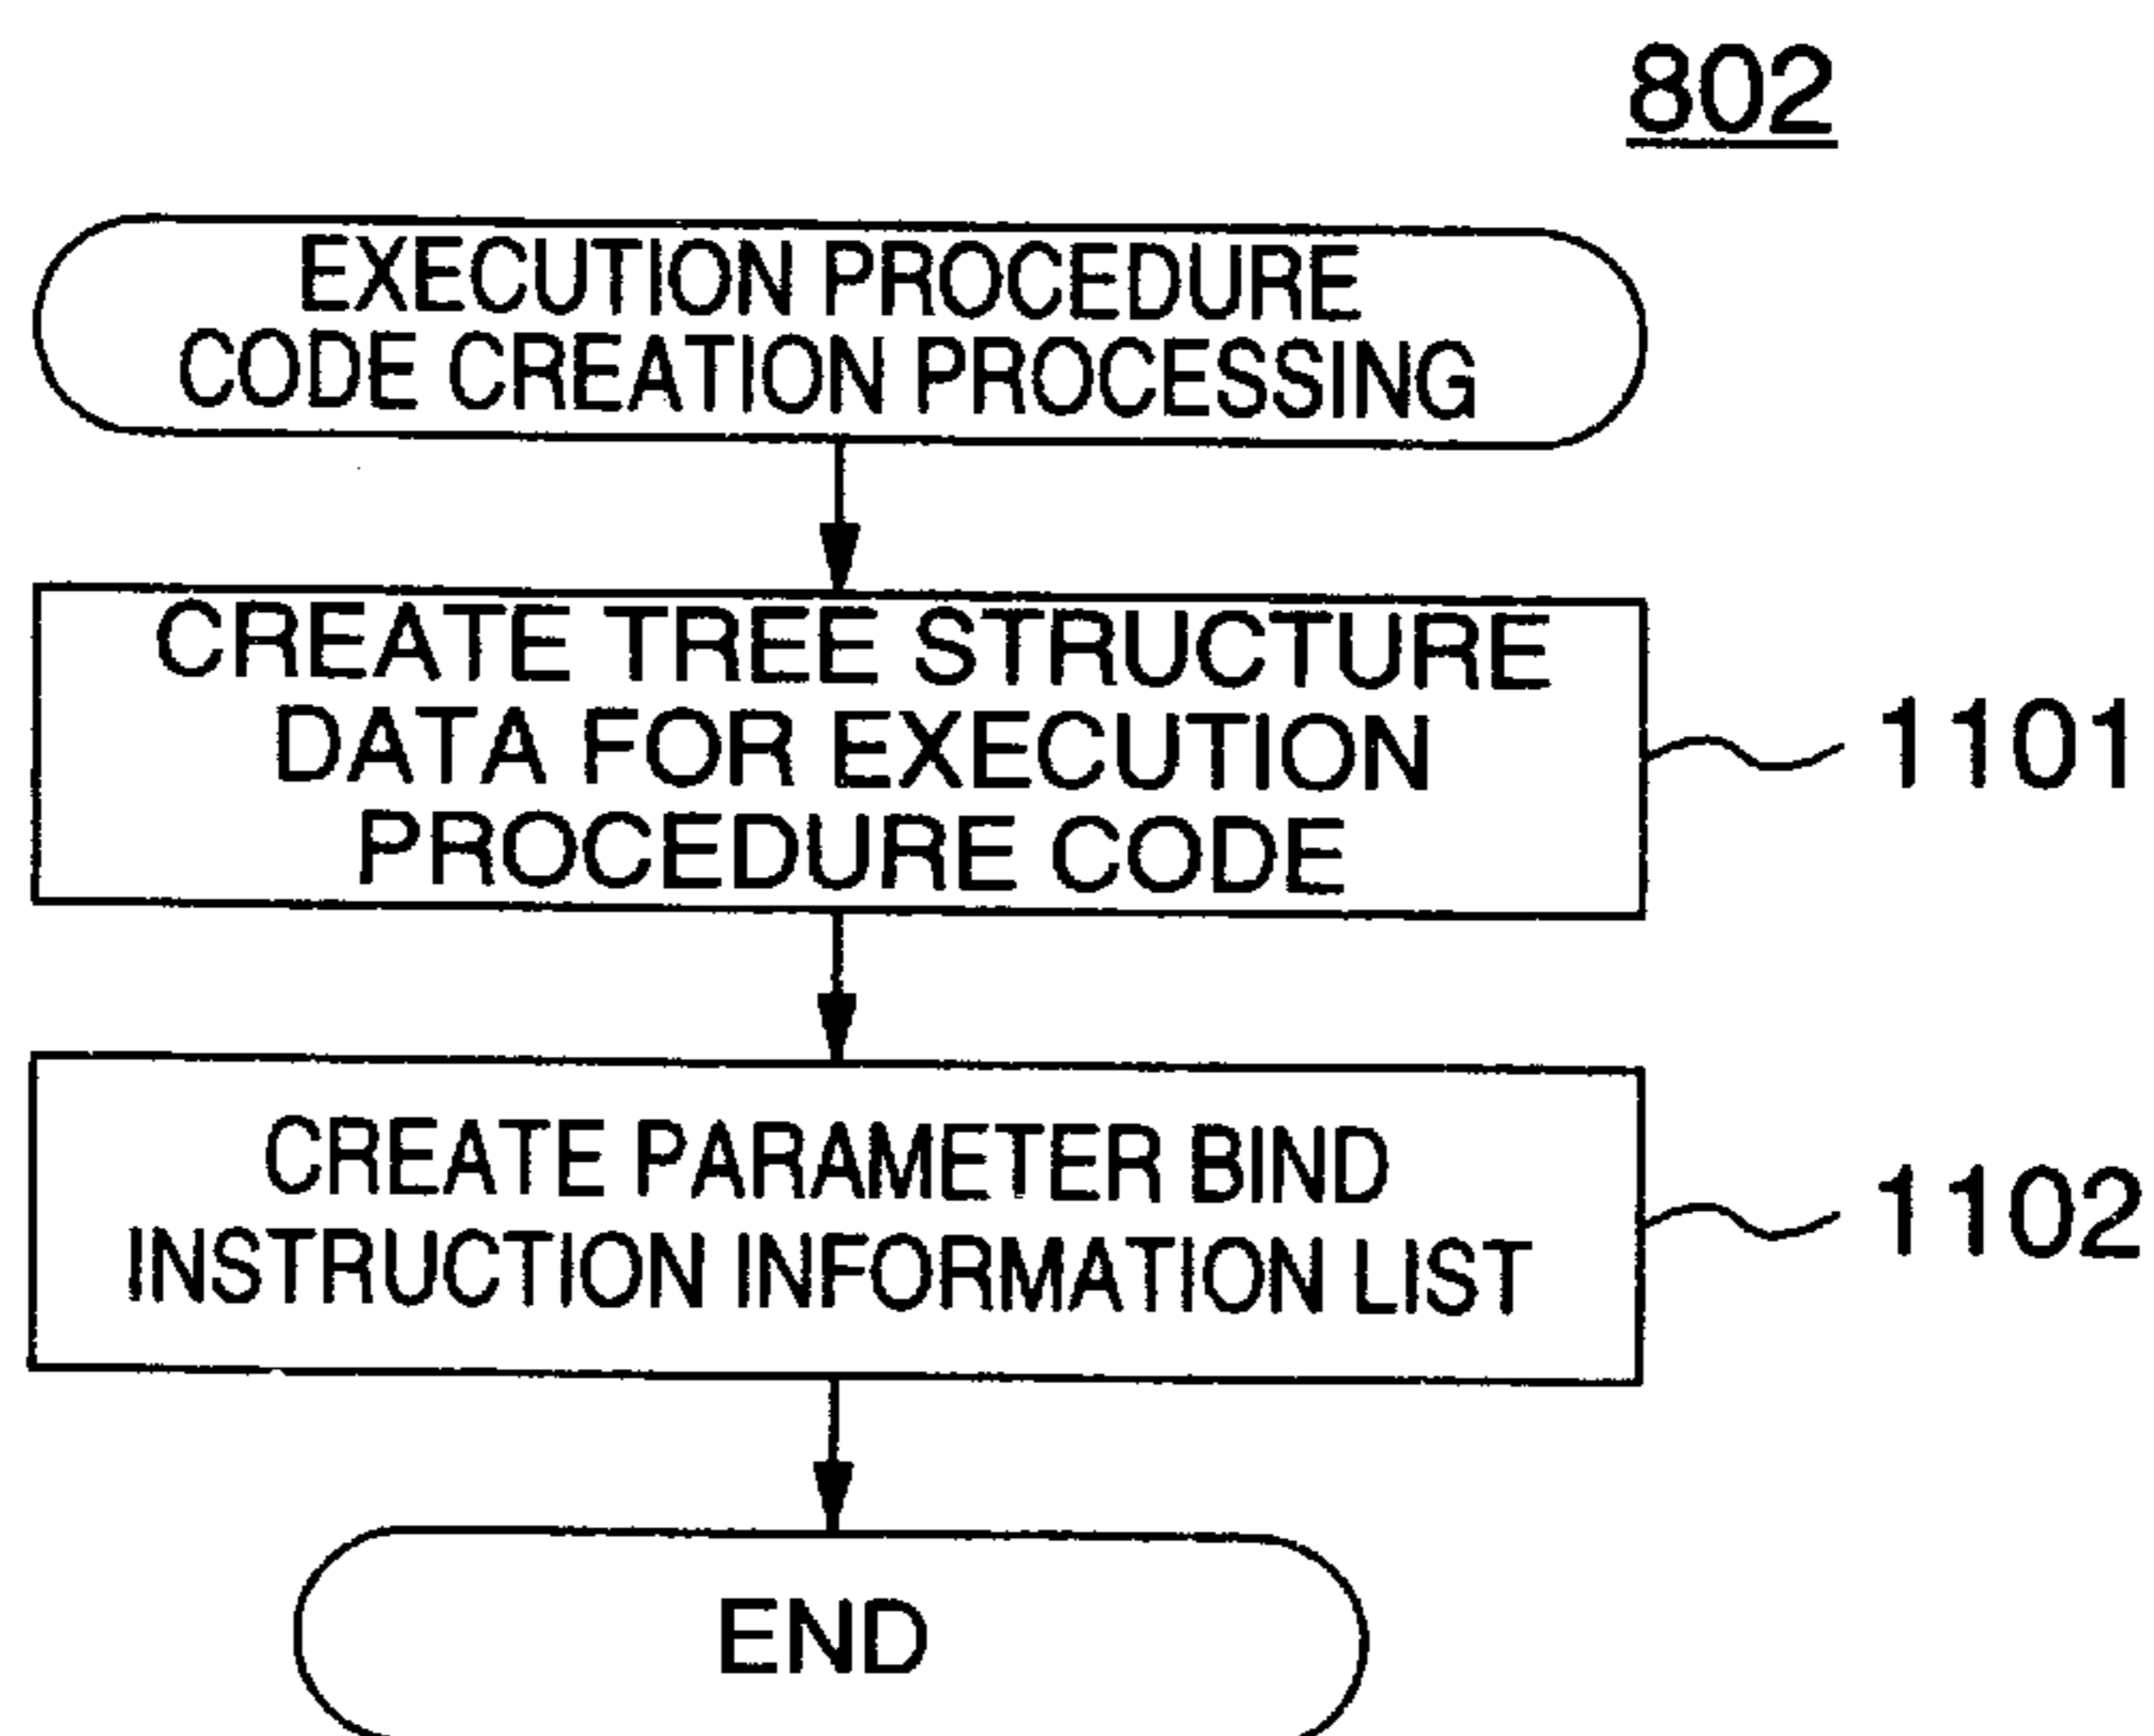 802
EXECUTION PROCEDURE
CODE CREATION PROCESSING
CREATE TREE STRUCTURE
DATA FOR EXECUTION
PROCEDURE CODE
1101
CREATE PARAMETER BIND
INSTRUCTION INFORMATION LIST
1102
END